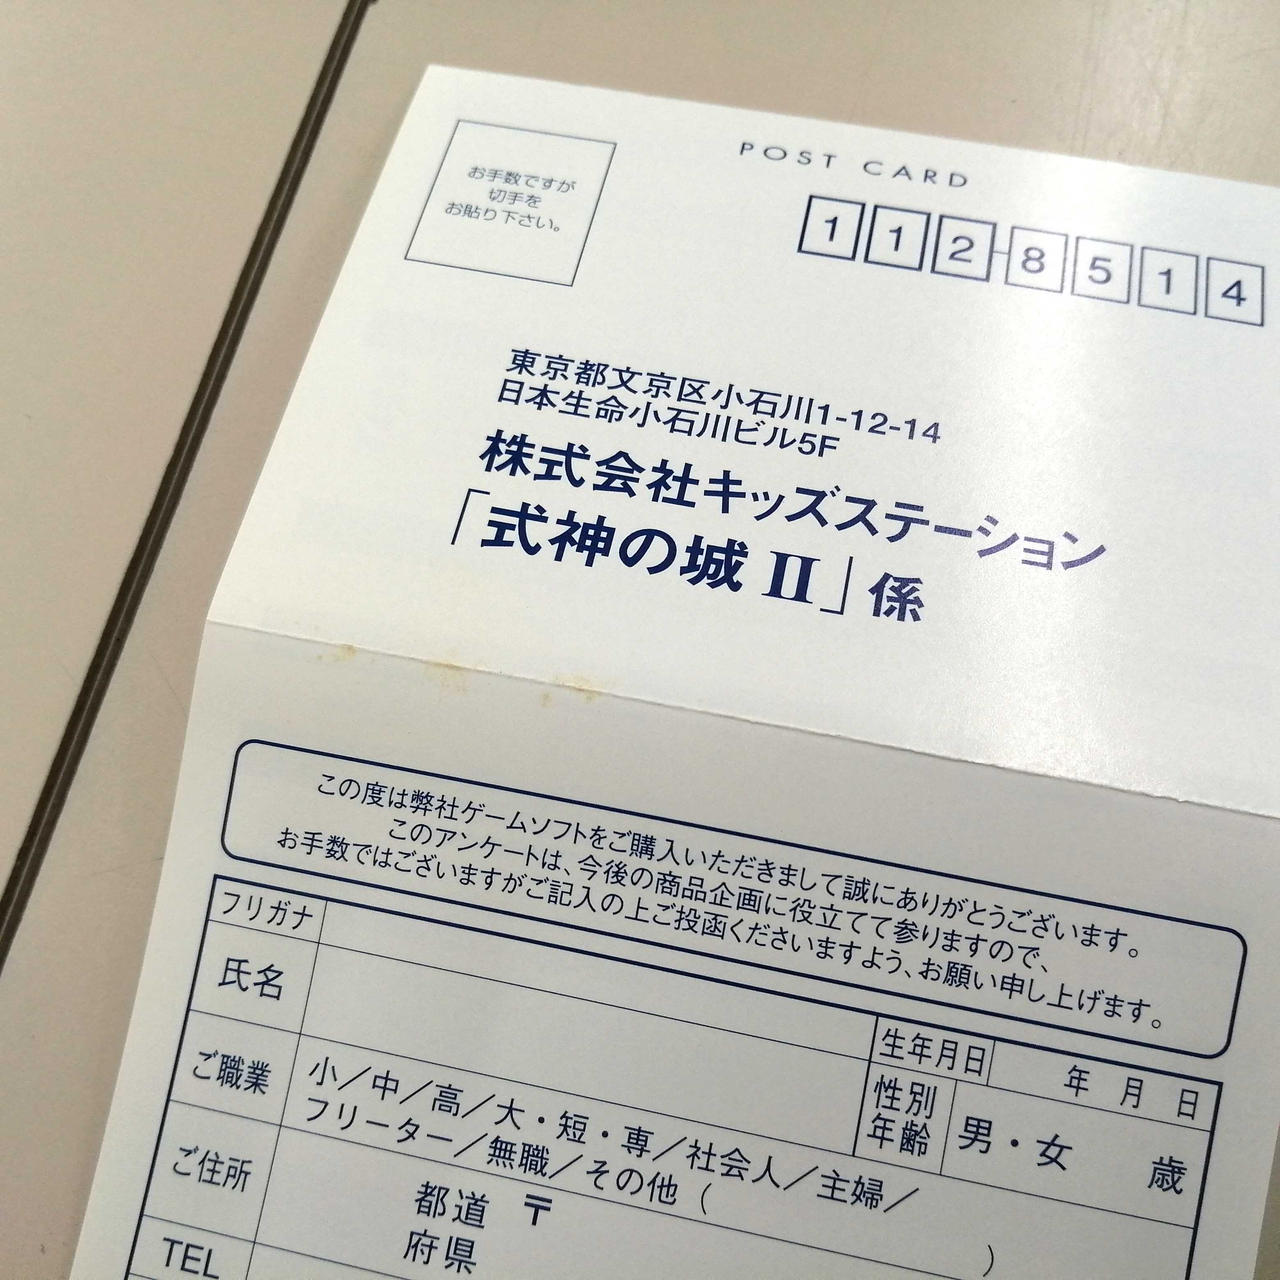 お手数ですが
切手を
お貼り下さい。
POST CARD
112-8514
東京都文京区小石川1-12-14
日本生命小石川ビル5F
株式会社キッズステーション
「式神の城 II」係
この度は弊社ゲームソフトをご購入いただきまして誠にありがとうございます。
このアンケートは、今後の商品企画に役立てて参りますので、
お手数ではございますがご記入の上ご投函くださいますよう、お願い申し上げます。
フリガナ
氏名
生年月日 年 月 日
ご職業
小／中／高／大・短・専／社会人／主婦／
フリーター／無職／その他（ ）
性別
年齢
男・女 歳
ご住所
都道 〒
府県
TEL